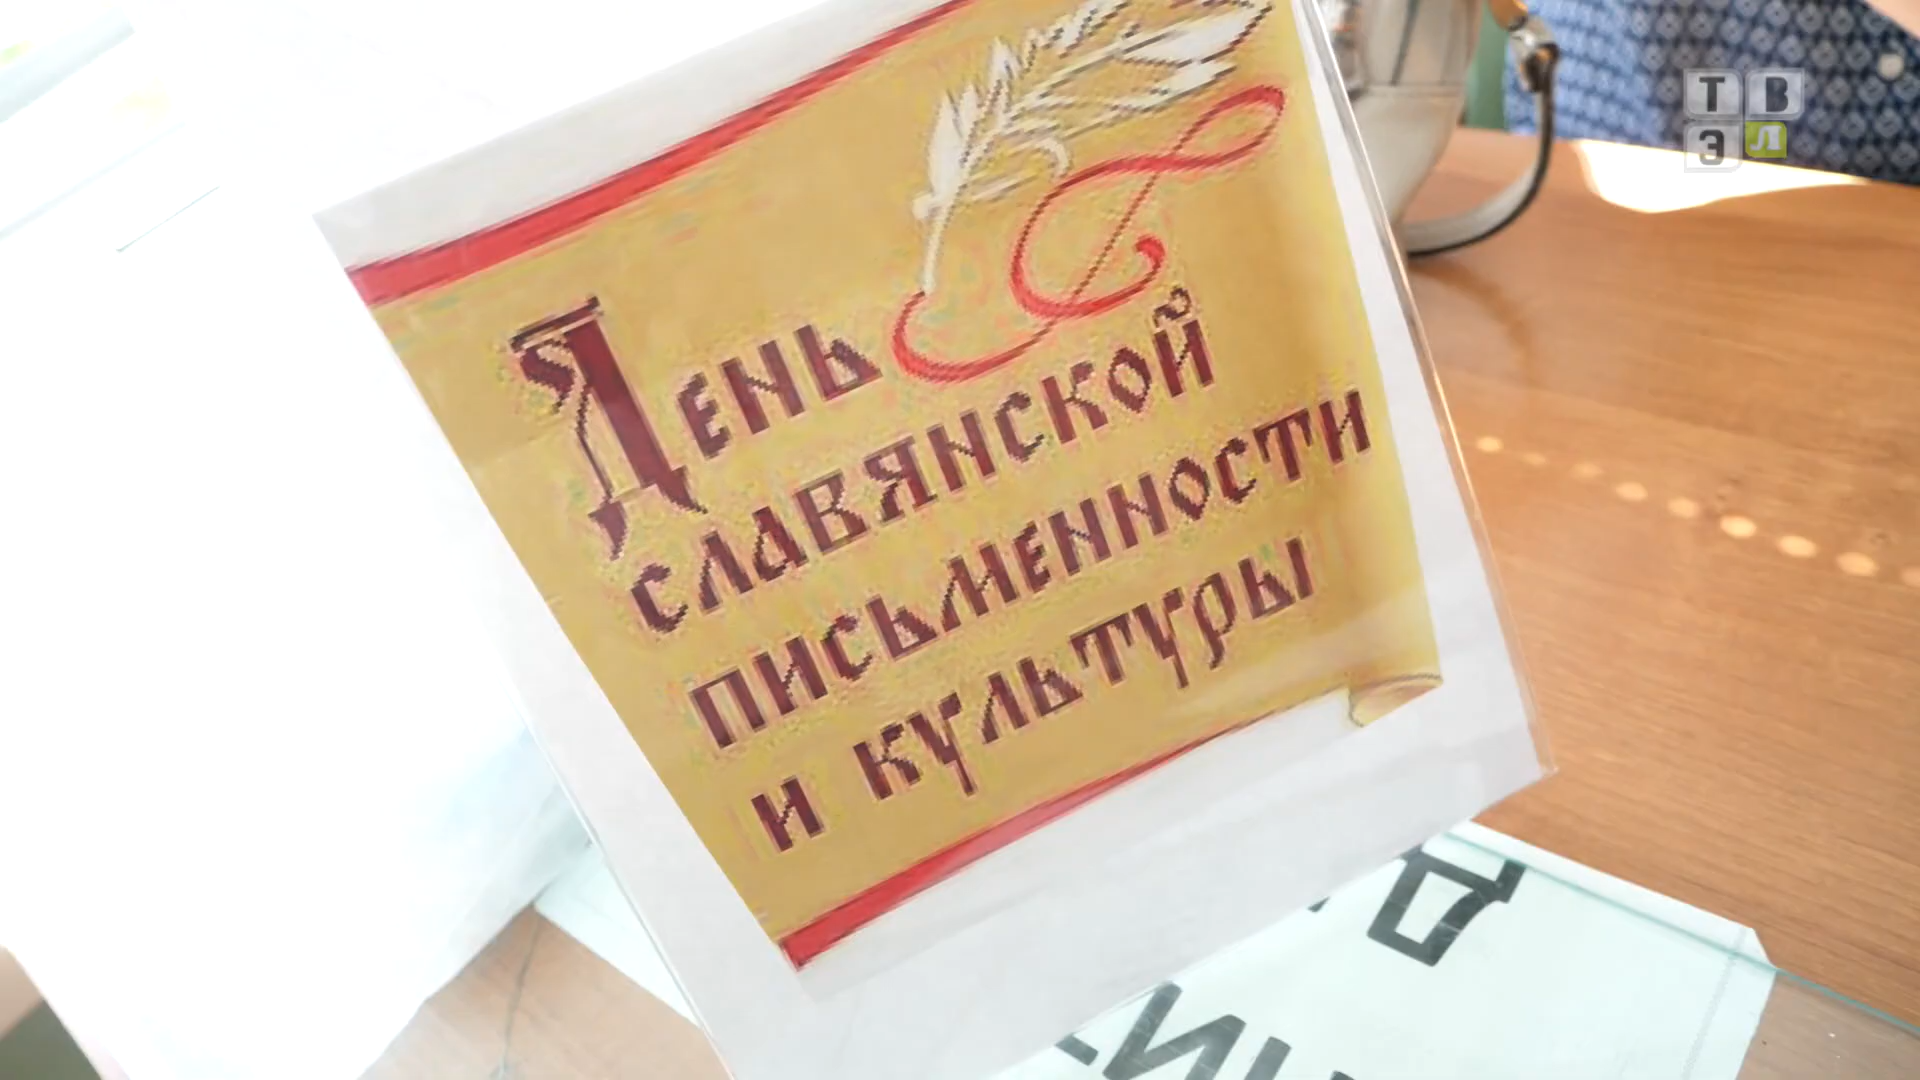 День
славянской
письменности
и культуры
ТВ
ЭЛ